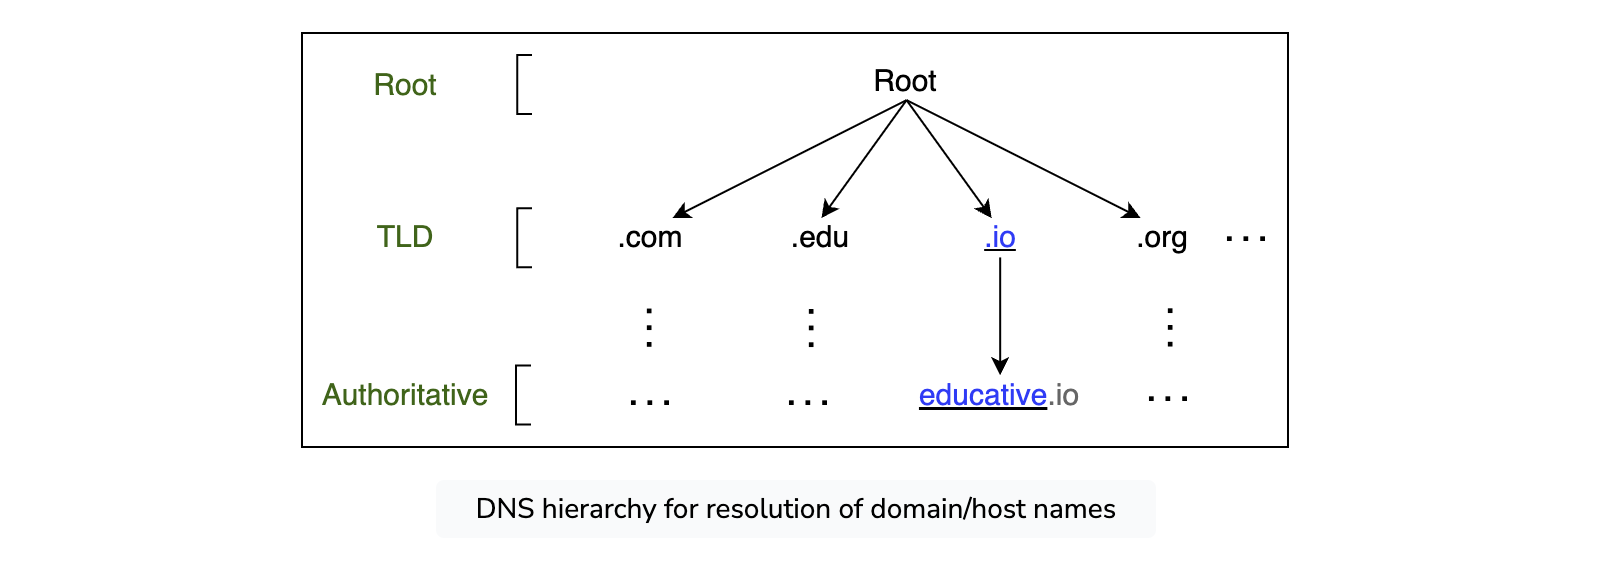 Root
Root
TLD
.com
.edu
.io
.org
...
Authoritative
...
...
educative.io
...
DNS hierarchy for resolution of domain/host names